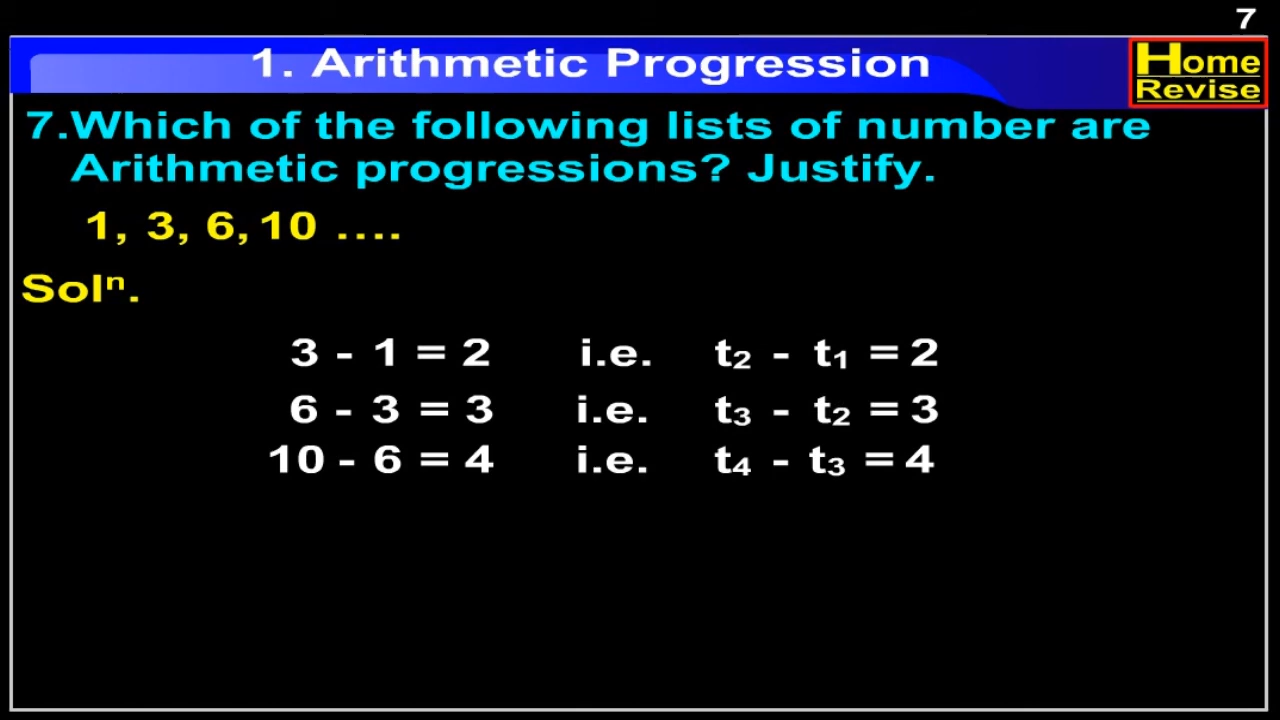 7
1. Arithmetic Progression
Home
Revise
7.Which of the following lists of number are
Arithmetic progressions? Justify.
1, 3, 6, 10 ....
Solⁿ.
3 - 1 = 2 i.e. t₂ - t₁ = 2
6 - 3 = 3 i.e. t₃ - t₂ = 3
10 - 6 = 4 i.e. t₄ - t₃ = 4